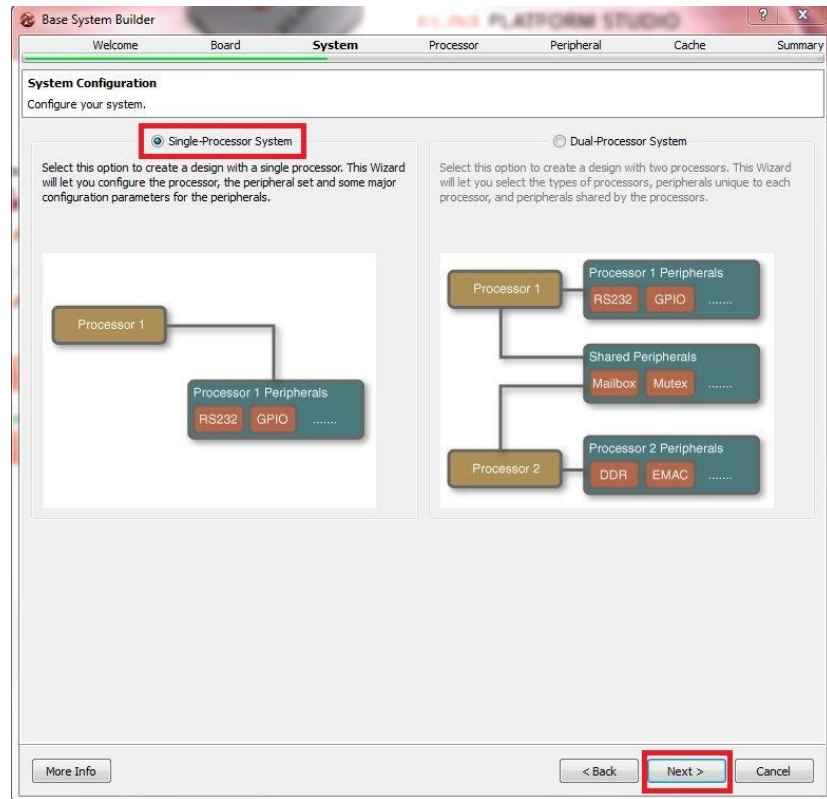 Base System Builder
XILINX PLATFORM STUDIO
Welcome Board System Processor Peripheral Cache Summary
System Configuration
Configure your system.
Single-Processor System
Select this option to create a design with a single processor. This Wizard
will let you configure the processor, the peripheral set and some major
configuration parameters for the peripherals.
Processor 1
Processor 1 Peripherals
RS232 GPIO .......
Dual-Processor System
Select this option to create a design with two processors. This Wizard
will let you select the types of processors, peripherals unique to each
processor, and peripherals shared by the processors.
Processor 1
Processor 1 Peripherals
RS232 GPIO .......
Shared Peripherals
Mailbox Mutex .......
Processor 2
Processor 2 Peripherals
DDR EMAC .......
More Info
< Back Next > Cancel